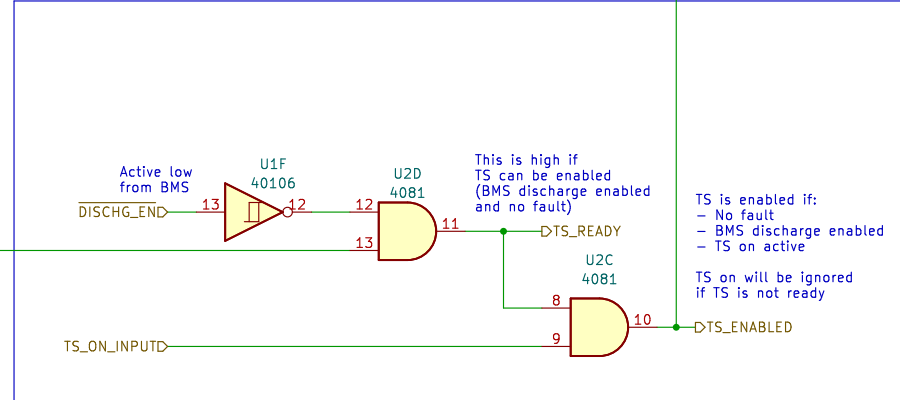 This is high if
TS can be enabled
(BMS discharge enabled
and no fault)
Active low
from BMS
U1F
40106
U2D
4081
DISCHG_EN
13
12
12
13
11
TS_READY
TS is enabled if:
- No fault
- BMS discharge enabled
- TS on active
TS on will be ignored
if TS is not ready
U2C
4081
8
9
10
TS_ENABLED
TS_ON_INPUT